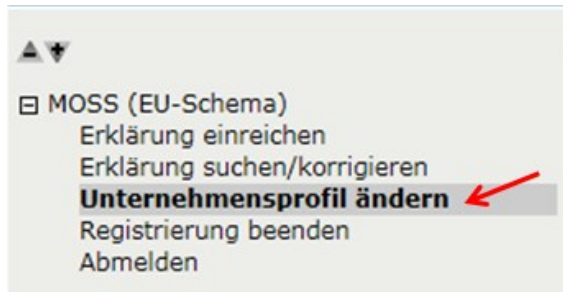 MOSS (EU-Schema)
Erklärung einreichen
Erklärung suchen/korrigieren
Unternehmensprofil ändern
Registrierung beenden
Abmelden